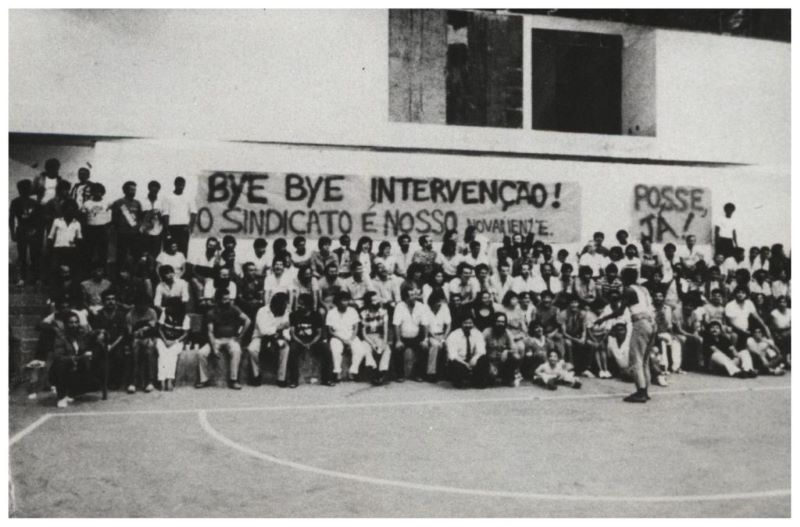 BYE BYE INTERVENÇÃO!
O SINDICATO É NOSSO NOVAMENTE.
POSSE,
JÁ!